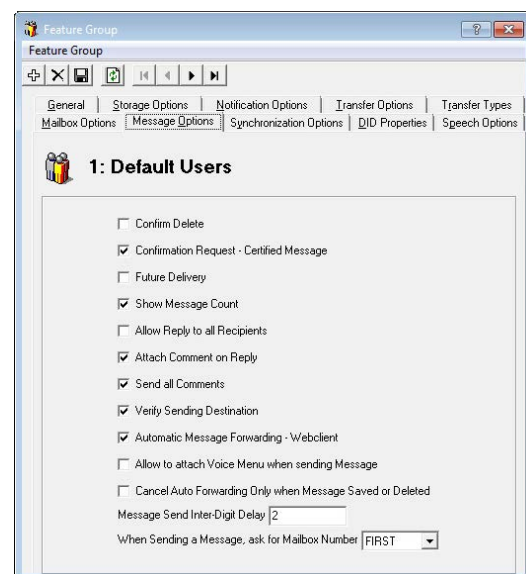 Feature Group
Feature Group
General Storage Options Notification Options Transfer Options Transfer Types
Mailbox Options Message Options Synchronization Options DID Properties Speech Options
1: Default Users
Confirm Delete
Confirmation Request - Certified Message
Future Delivery
Show Message Count
Allow Reply to all Recipients
Attach Comment on Reply
Send all Comments
Verify Sending Destination
Automatic Message Forwarding - Webclient
Allow to attach Voice Menu when sending Message
Cancel Auto Forwarding Only when Message Saved or Deleted
Message Send Inter-Digit Delay 2
When Sending a Message, ask for Mailbox Number FIRST